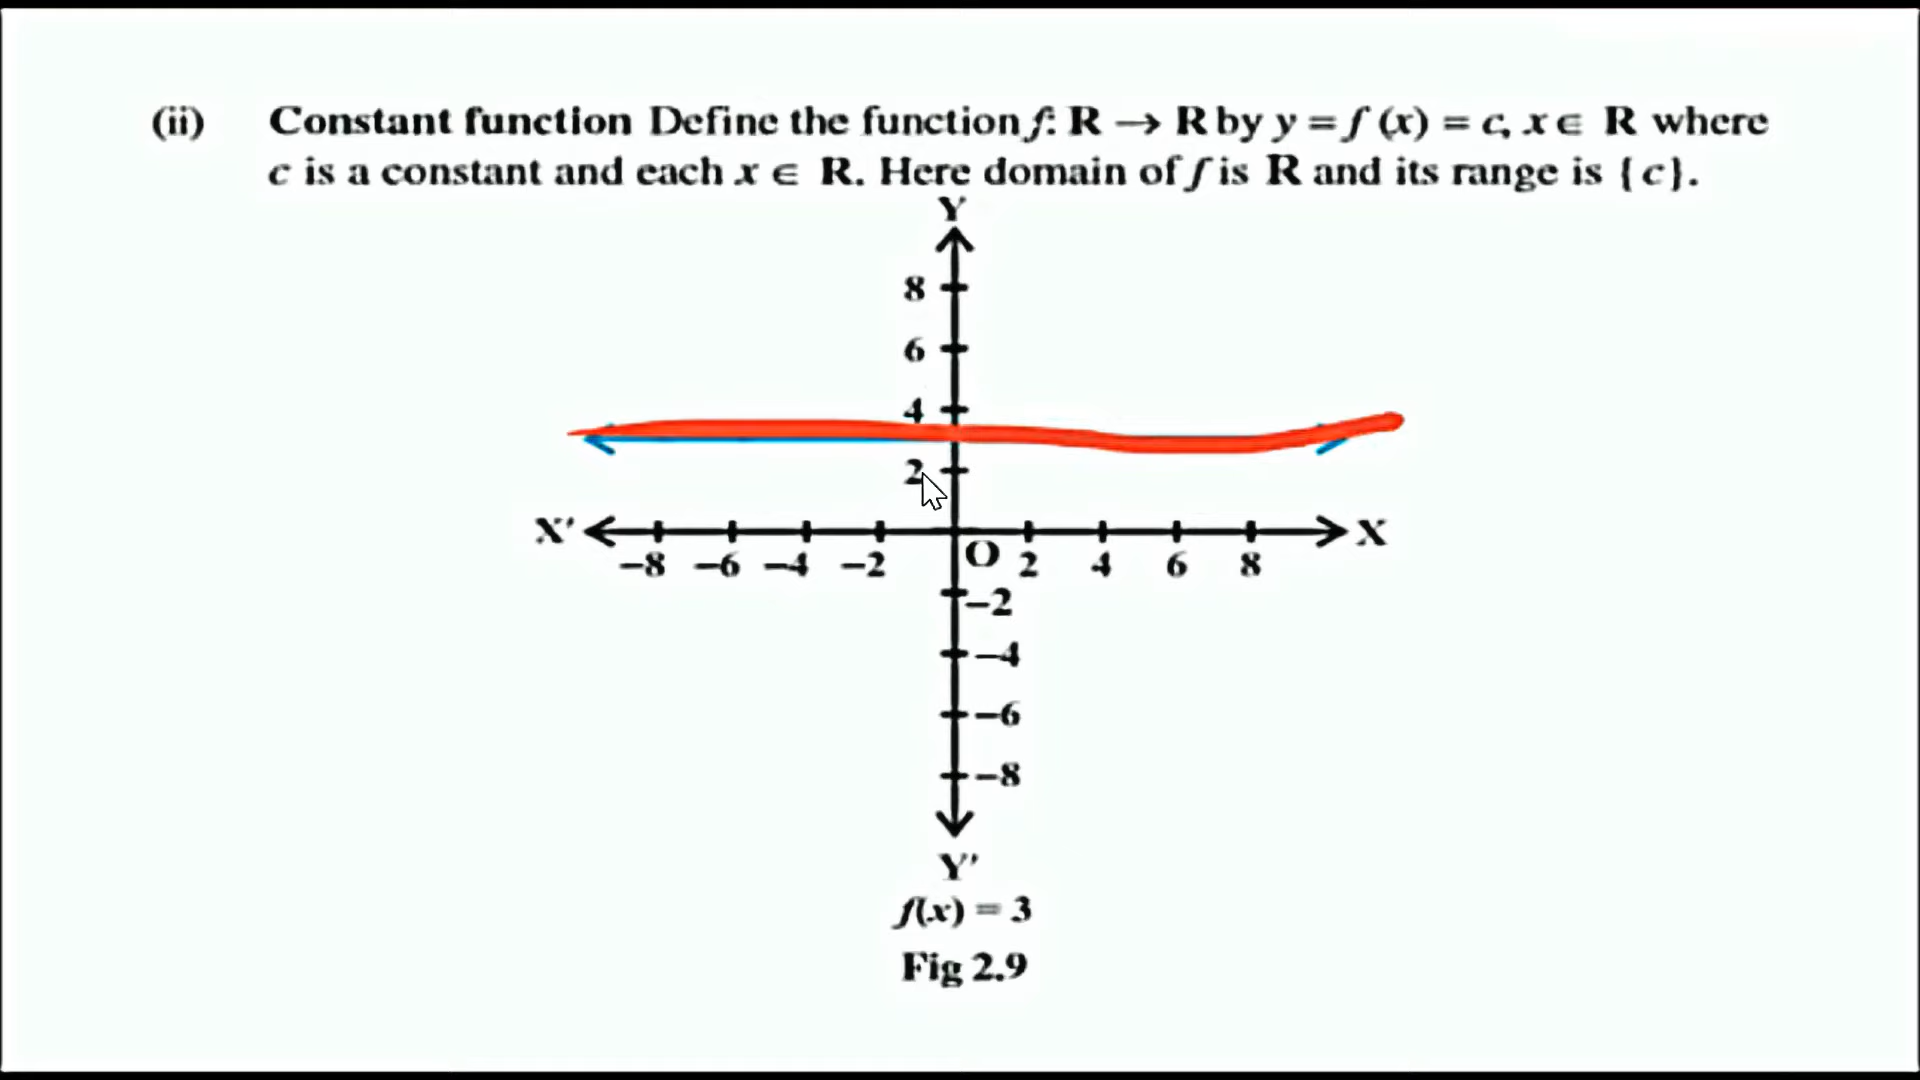 (ii) Constant function Define the function f: R → R by y = f (x) = c, x ∈ R where
c is a constant and each x ∈ R. Here domain of f is R and its range is {c}.
Y
8
6
4
2
X′ X
O
−8 −6 −4 −2 2 4 6 8
−2
−4
−6
−8
Y′
f(x) = 3
Fig 2.9